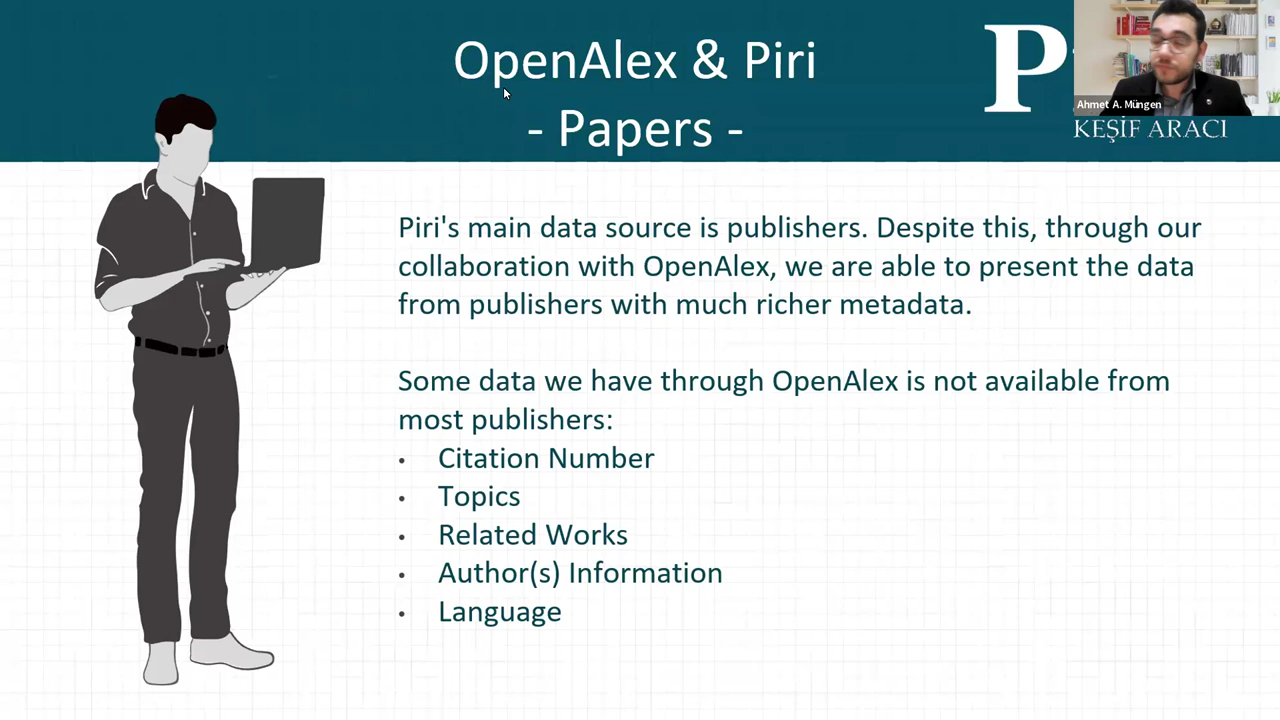 OpenAlex & Piri
- Papers -
P
Ahmet A. Müngen
KEŞİF ARACI
Piri's main data source is publishers. Despite this, through our
collaboration with OpenAlex, we are able to present the data
from publishers with much richer metadata.
Some data we have through OpenAlex is not available from
most publishers:
• Citation Number
• Topics
• Related Works
• Author(s) Information
• Language